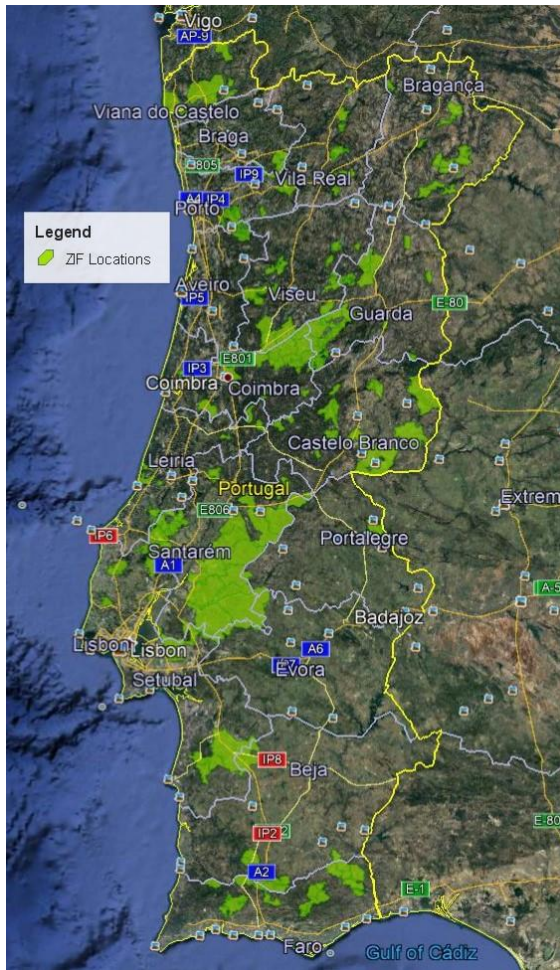 Vigo
AP-9
Bragança
Viana do Castelo
Braga
E805
IP9
Vila Real
A4
IP4
Porto
Legend
ZIF Locations
Aveiro
IP5
Viseu
E-80
Guarda
E801
IP3
Coimbra
Coimbra
Castelo Branco
Leiria
Portugal
Extrem
E806
IP6
Santarém
Portalegre
A1
A-5
Badajoz
Lisbon
Lisbon
A6
Évora
Setubal
IP8
Beja
E-80
IP2
A2
E-1
Faro
Gulf of Cádiz